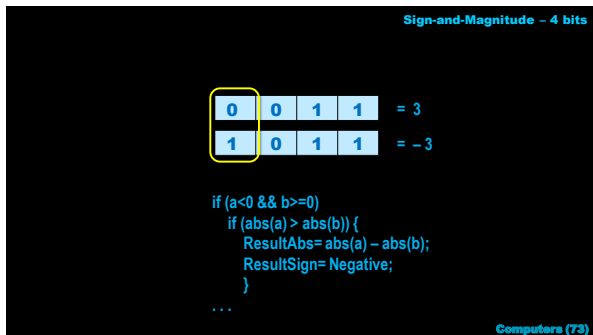 Sign-and-Magnitude – 4 bits
0 0 1 1 = 3
1 0 1 1 = – 3
if (a<0 && b>=0)
if (abs(a) > abs(b)) {
ResultAbs= abs(a) – abs(b);
ResultSign= Negative;
}
. . .
Computers (73)